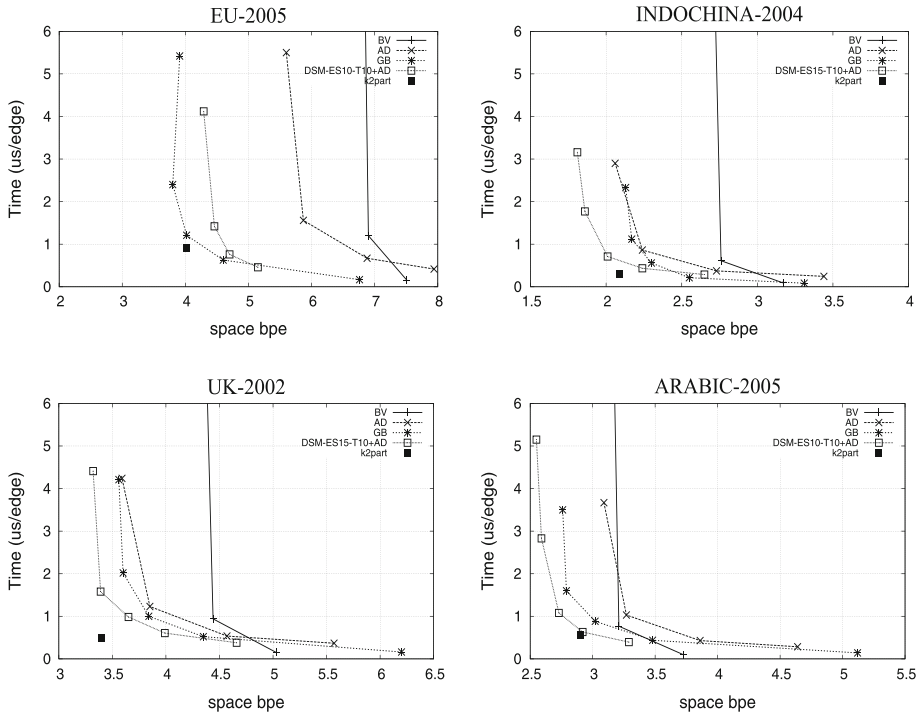 EU-2005
6
5
4
3
2
1
0
Time (us/edge)
2 3 4 5 6 7 8
space bpe
BV
AD
GB
DSM-ES10-T10+AD
k2part
INDOCHINA-2004
6
5
4
3
2
1
0
Time (us/edge)
1.5 2 2.5 3 3.5 4
space bpe
BV
AD
GB
DSM-ES15-T10+AD
k2part
UK-2002
6
5
4
3
2
1
0
Time (us/edge)
3 3.5 4 4.5 5 5.5 6 6.5
space bpe
BV
AD
GB
DSM-ES15-T10+AD
k2part
ARABIC-2005
6
5
4
3
2
1
0
Time (us/edge)
2.5 3 3.5 4 4.5 5 5.5
space bpe
BV
AD
GB
DSM-ES10-T10+AD
k2part